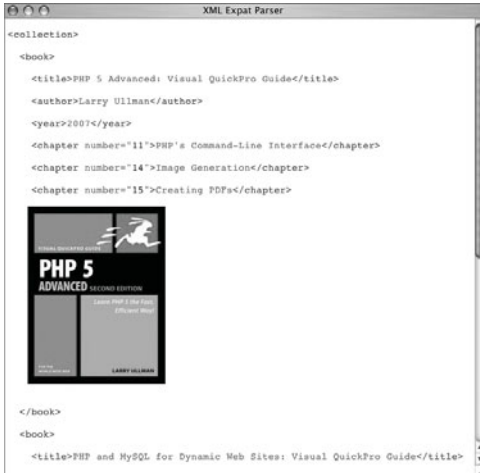 XML Expat Parser
<collection>
<book>
<title>PHP 5 Advanced: Visual QuickPro Guide</title>
<author>Larry Ullman</author>
<year>2007</year>
<chapter number="11">PHP's Command-Line Interface</chapter>
<chapter number="14">Image Generation</chapter>
<chapter number="15">Creating PDFs</chapter>
VISUAL QUICKPRO GUIDE
PHP 5
ADVANCED SECOND EDITION
Learn PHP 5 the Fast,
Efficient Way!
LARRY ULLMAN
</book>
<book>
<title>PHP and MySQL for Dynamic Web Sites: Visual QuickPro Guide</title>